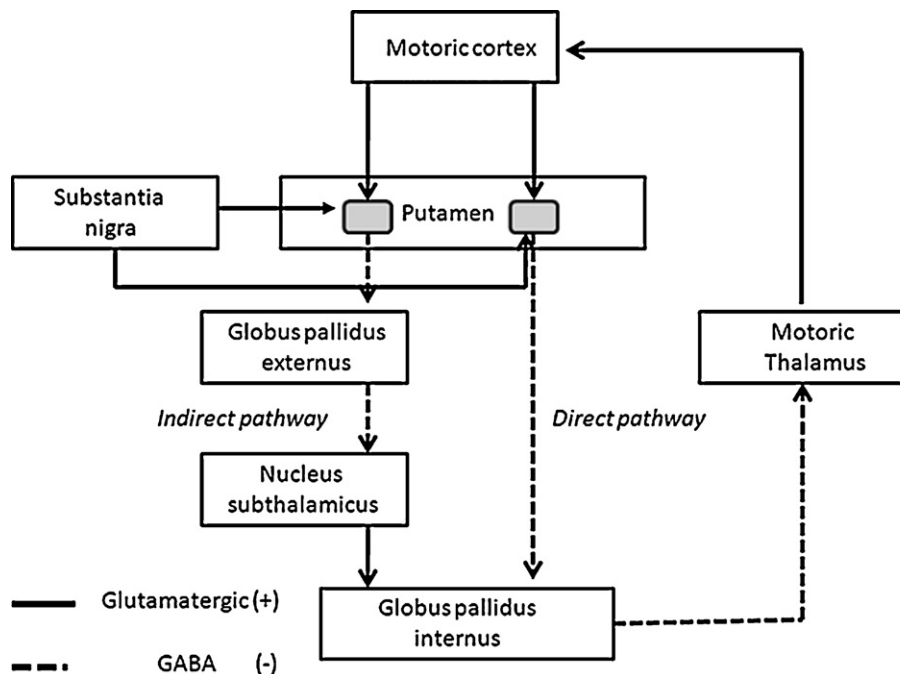 Motoric cortex
Substantia
nigra
Putamen
Globus pallidus
externus
Motoric
Thalamus
Indirect pathway
Direct pathway
Nucleus
subthalamicus
Glutamatergic (+)
Globus pallidus
internus
GABA (-)